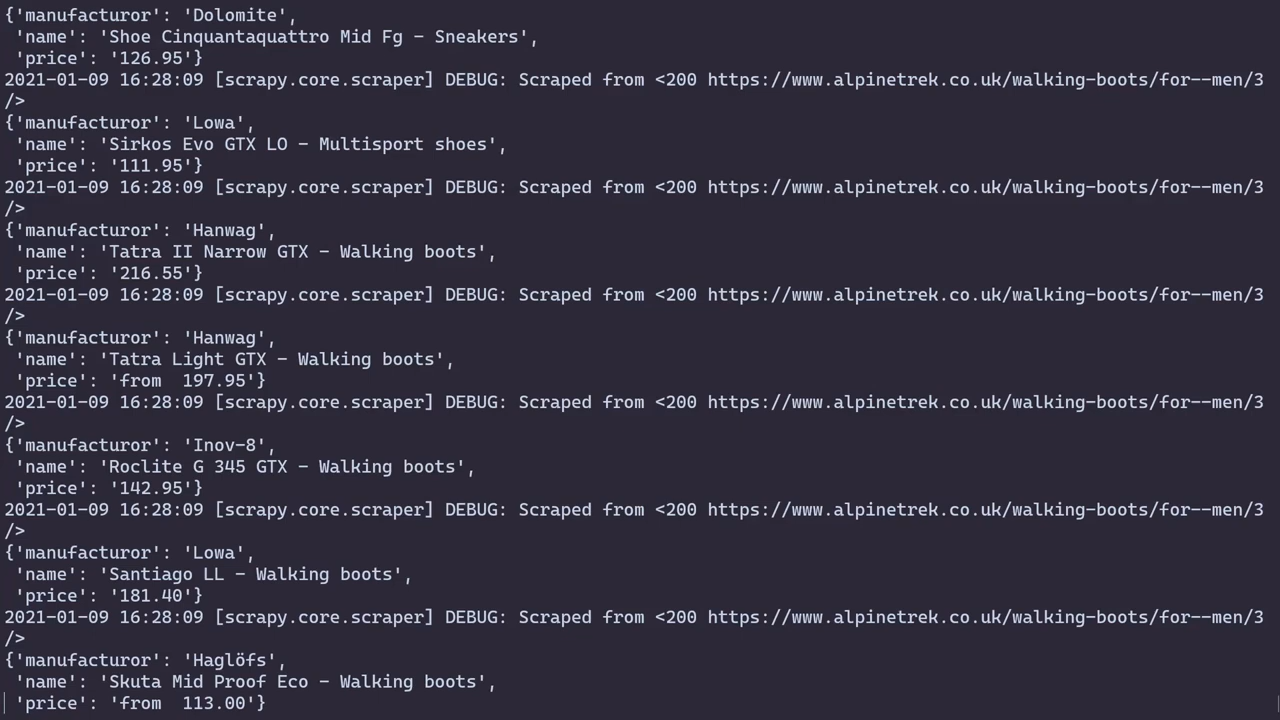 {'manufacturor': 'Dolomite',
 'name': 'Shoe Cinquantaquattro Mid Fg - Sneakers',
 'price': '126.95'}
2021-01-09 16:28:09 [scrapy.core.scraper] DEBUG: Scraped from <200 https://www.alpinetrek.co.uk/walking-boots/for--men/3
/>
{'manufacturor': 'Lowa',
 'name': 'Sirkos Evo GTX LO - Multisport shoes',
 'price': '111.95'}
2021-01-09 16:28:09 [scrapy.core.scraper] DEBUG: Scraped from <200 https://www.alpinetrek.co.uk/walking-boots/for--men/3
/>
{'manufacturor': 'Hanwag',
 'name': 'Tatra II Narrow GTX - Walking boots',
 'price': '216.55'}
2021-01-09 16:28:09 [scrapy.core.scraper] DEBUG: Scraped from <200 https://www.alpinetrek.co.uk/walking-boots/for--men/3
/>
{'manufacturor': 'Hanwag',
 'name': 'Tatra Light GTX - Walking boots',
 'price': 'from  197.95'}
2021-01-09 16:28:09 [scrapy.core.scraper] DEBUG: Scraped from <200 https://www.alpinetrek.co.uk/walking-boots/for--men/3
/>
{'manufacturor': 'Inov-8',
 'name': 'Roclite G 345 GTX - Walking boots',
 'price': '142.95'}
2021-01-09 16:28:09 [scrapy.core.scraper] DEBUG: Scraped from <200 https://www.alpinetrek.co.uk/walking-boots/for--men/3
/>
{'manufacturor': 'Lowa',
 'name': 'Santiago LL - Walking boots',
 'price': '181.40'}
2021-01-09 16:28:09 [scrapy.core.scraper] DEBUG: Scraped from <200 https://www.alpinetrek.co.uk/walking-boots/for--men/3
/>
{'manufacturor': 'Haglöfs',
 'name': 'Skuta Mid Proof Eco - Walking boots',
 'price': 'from  113.00'}